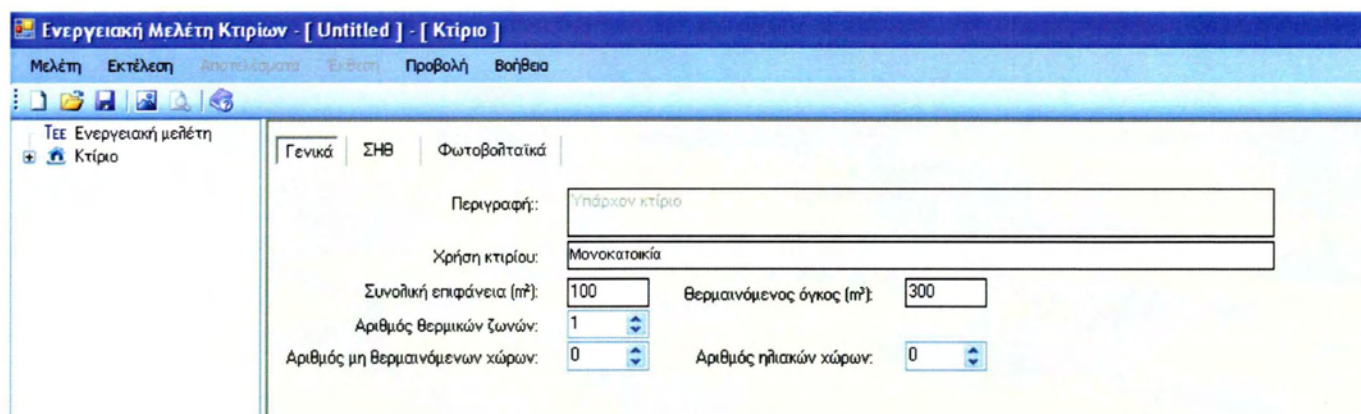 Ενεργειακή Μελέτη Κτιρίων - [ Untitled ] - [ Κτίριο ]
Μελέτη Εκτέλεση Αποτελέσματα Έκθεση Προβολή Βοήθεια
ΤΕΕ Ενεργειακή μελέτη
Κτίριο
Γενικά ΣΗΘ Φωτοβολταϊκά
Περιγραφή:: Υπάρχον κτίριο
Χρήση κτιρίου: Μονοκατοικία
Συνολική επιφάνεια (m²): 100 Θερμαινόμενος όγκος (m³): 300
Αριθμός θερμικών ζωνών: 1
Αριθμός μη θερμαινόμενων χώρων: 0 Αριθμός ηλιακών χώρων: 0